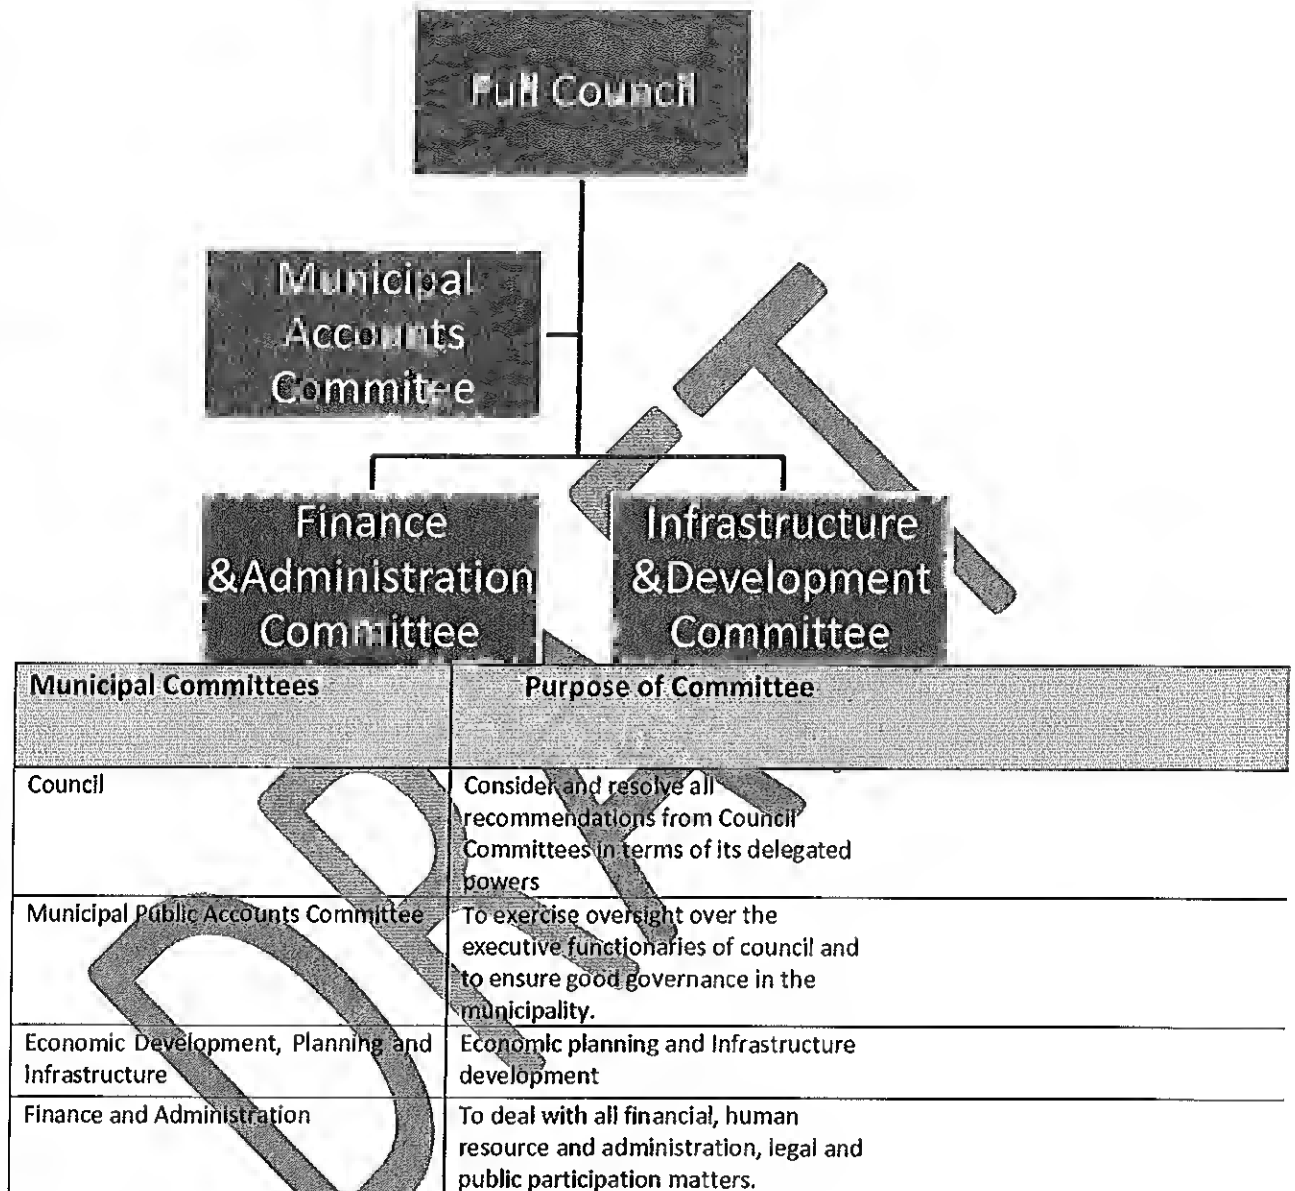 Full Council
Municipal
Accounts
Commitee
Finance
&Administration
Committee
Infrastructure
&Development
Committee
Municipal Committees
Purpose of Committee
Council
Consider and resolve all
recommendations from Council
Committees in terms of its delegated
powers
Municipal Public Accounts Committee
To exercise oversight over the
executive functionaries of council and
to ensure good governance in the
municipality.
Economic Development, Planning and
Infrastructure
Economic planning and Infrastructure
development
Finance and Administration
To deal with all financial, human
resource and administration, legal and
public participation matters.
DRAFT